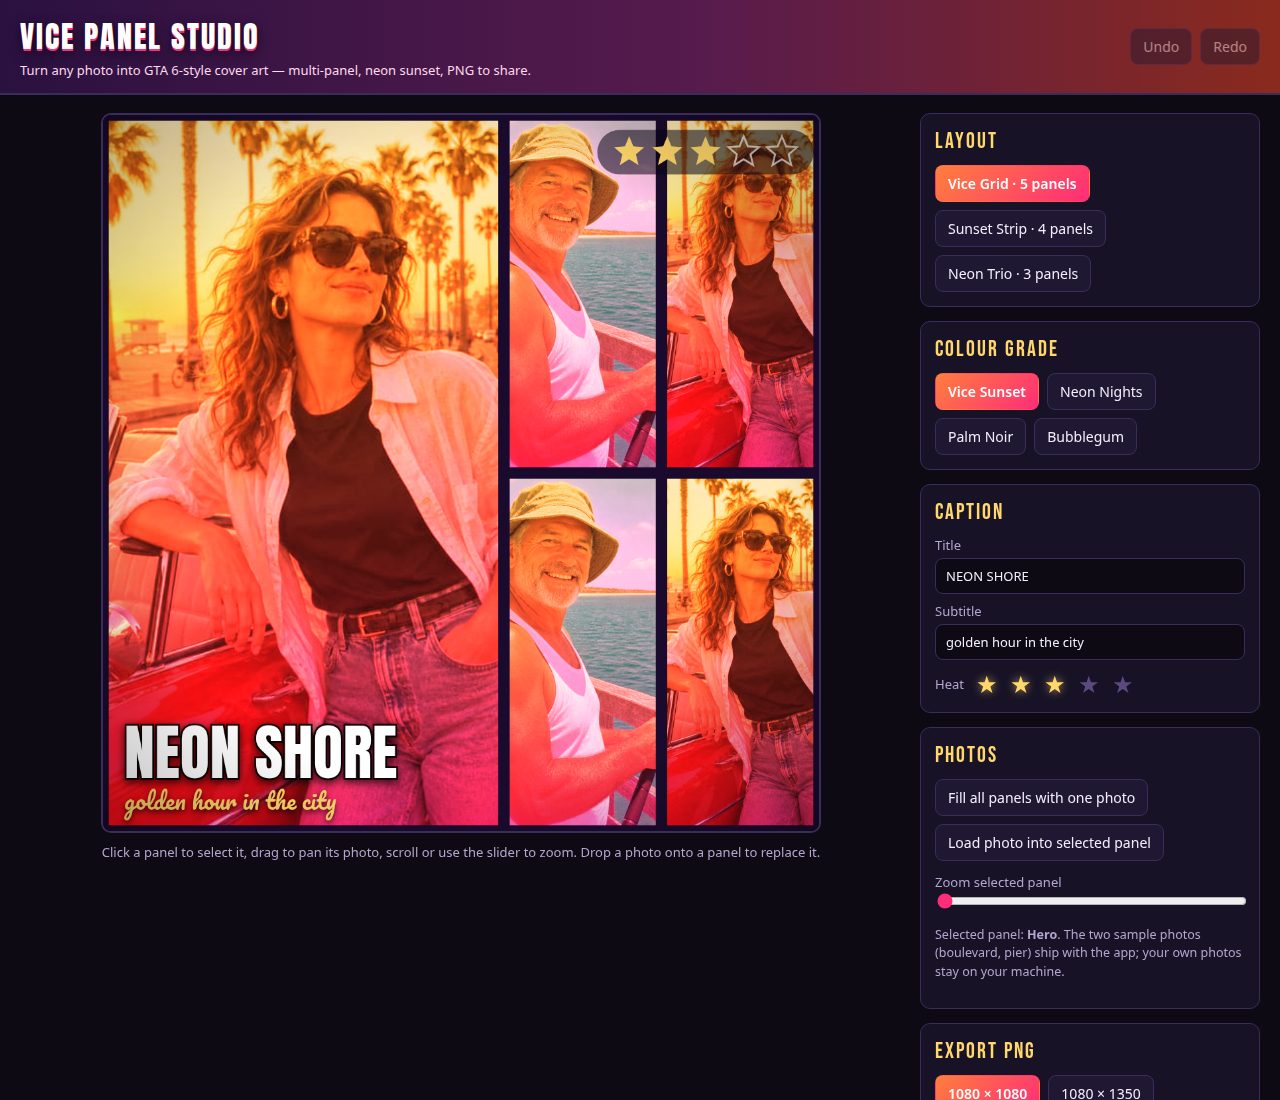 VICE PANEL STUDIO
Turn any photo into GTA 6-style cover art — multi-panel, neon sunset, PNG to share.
Undo
Redo
NEON SHORE
golden hour in the city
Click a panel to select it, drag to pan its photo, scroll or use the slider to zoom. Drop a photo onto a panel to replace it.
LAYOUT
Vice Grid · 5 panels
Sunset Strip · 4 panels
Neon Trio · 3 panels
COLOUR GRADE
Vice Sunset
Neon Nights
Palm Noir
Bubblegum
CAPTION
Title
NEON SHORE
Subtitle
golden hour in the city
Heat
PHOTOS
Fill all panels with one photo
Load photo into selected panel
Zoom selected panel
Selected panel: Hero. The two sample photos
(boulevard, pier) ship with the app; your own photos
stay on your machine.
EXPORT PNG
1080 × 1080
1080 × 1350